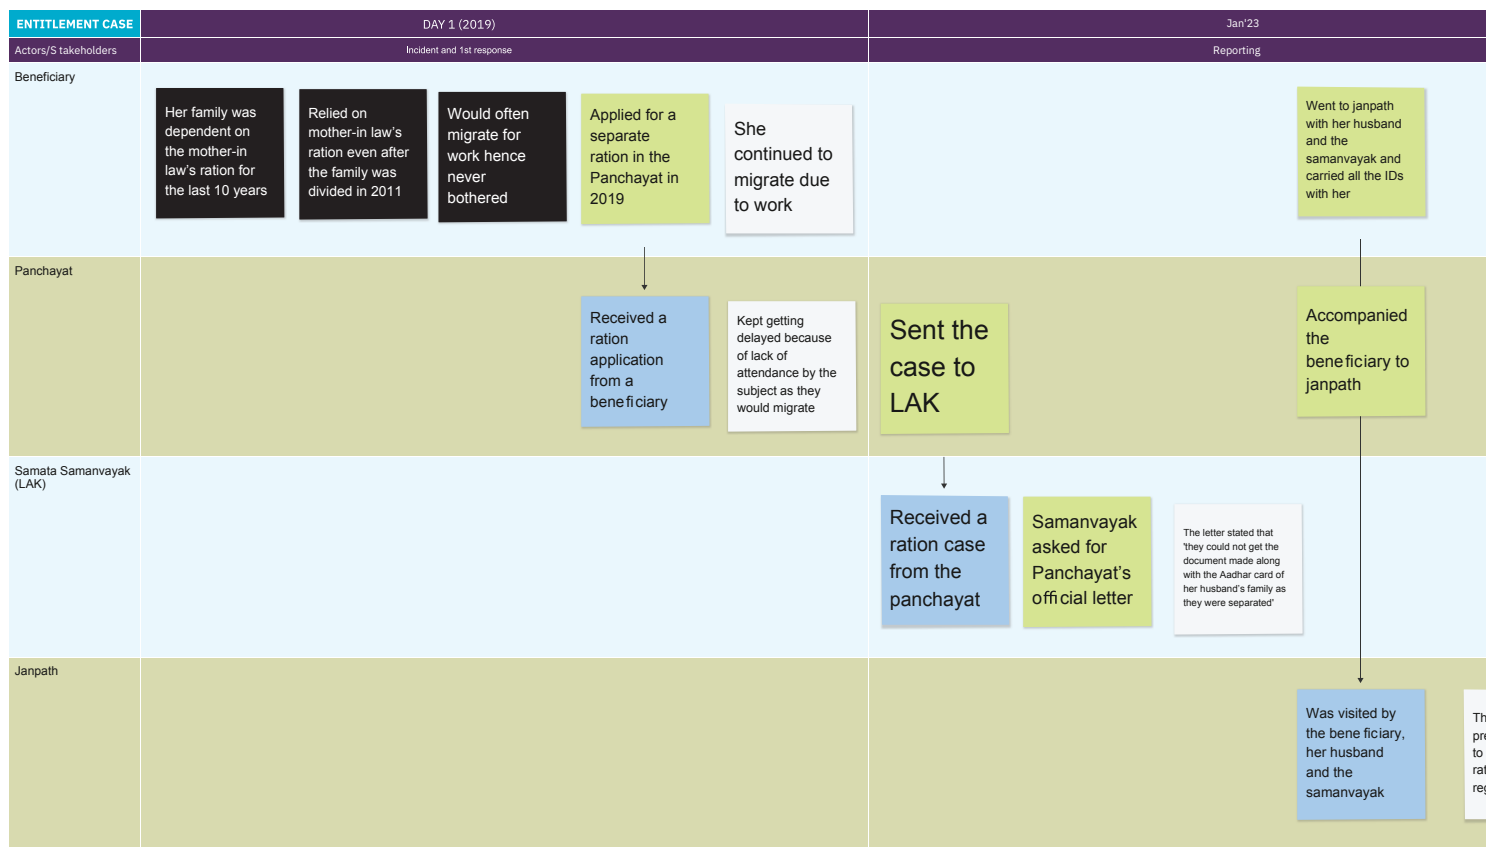 ENTITLEMENT CASE
DAY 1 (2019)
Jan'23
Actors/S takeholders
Incident and 1st response
Reporting
Beneficiary
Her family was
dependent on
the mother-in
law's ration for
the last 10 years
Relied on
mother-in law's
ration even after
the family was
divided in 2011
Would often
migrate for
work hence
never
bothered
Applied for a
separate
ration in the
Panchayat in
2019
She
continued to
migrate due
to work
Went to janpath
with her husband
and the
samanvayak and
carried all the IDs
with her
Panchayat
Received a
ration
application
from a
beneficiary
Kept getting
delayed because
of lack of
attendance by the
subject as they
would migrate
Sent the
case to
LAK
Accompanied
the
beneficiary to
janpath
Samata Samanvayak
(LAK)
Received a
ration case
from the
panchayat
Samanvayak
asked for
Panchayat's
official letter
The letter stated that
'they could not get the
document made along
with the Aadhar card of
her husband's family as
they were separated'
Janpath
Was visited by
the bene ficiary,
her husband
and the
samanvayak
Th
pre
to
rat
reg